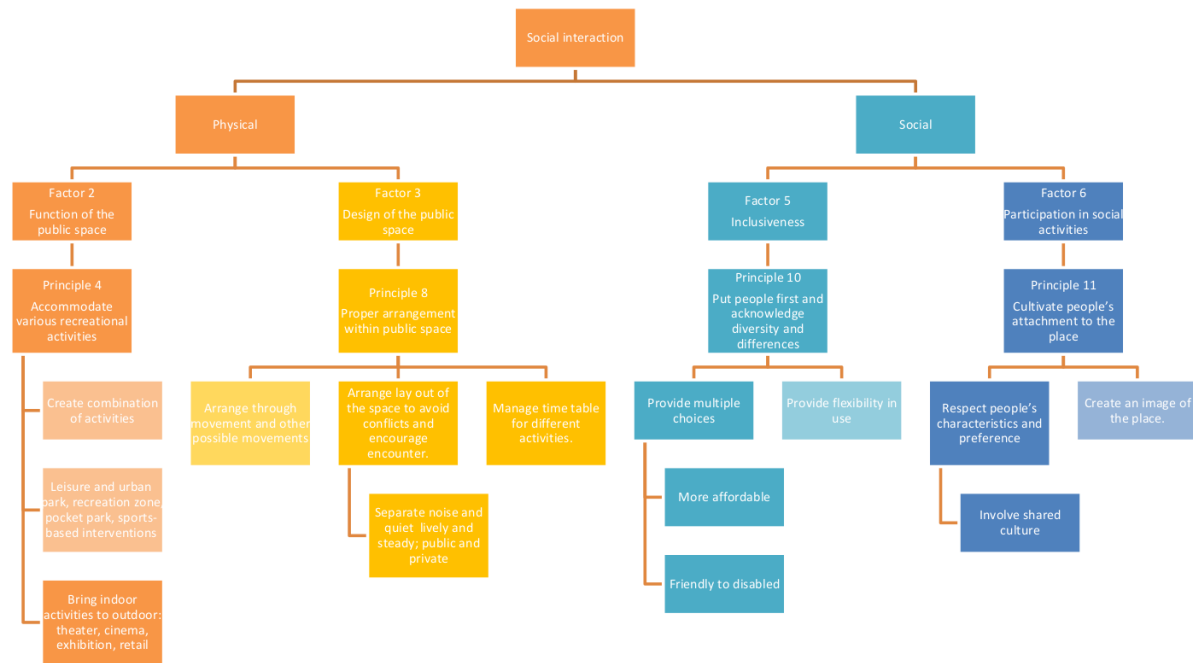 Social interaction
Physical
Social
Factor 2
Function of the
public space
Factor 3
Design of the public
space
Factor 5
Inclusiveness
Factor 6
Participation in social
activities
Principle 4
Accommodate
various recreational
activities
Principle 8
Proper arrangement
within public space
Principle 10
Put people first and
acknowledge
diversity and
differences
Principle 11
Cultivate people's
attachment to the
place
Create combination
of activities
Arrange through
movement and other
possible movements
Arrange lay out of
the space to avoid
conflicts and
encourage
encounter.
Manage time table
for different
activities.
Provide multiple
choices
Provide flexibility in
use
Respect people's
characteristics and
preference
Create an image of
the place.
Leisure and urban
park, recreation zone,
pocket park, sports-
based interventions
Separate noise and
quiet lively and
steady; public and
private
More affordable
Involve shared
culture
Bring indoor
activities to outdoor:
theater, cinema,
exhibition, retail
Friendly to disabled